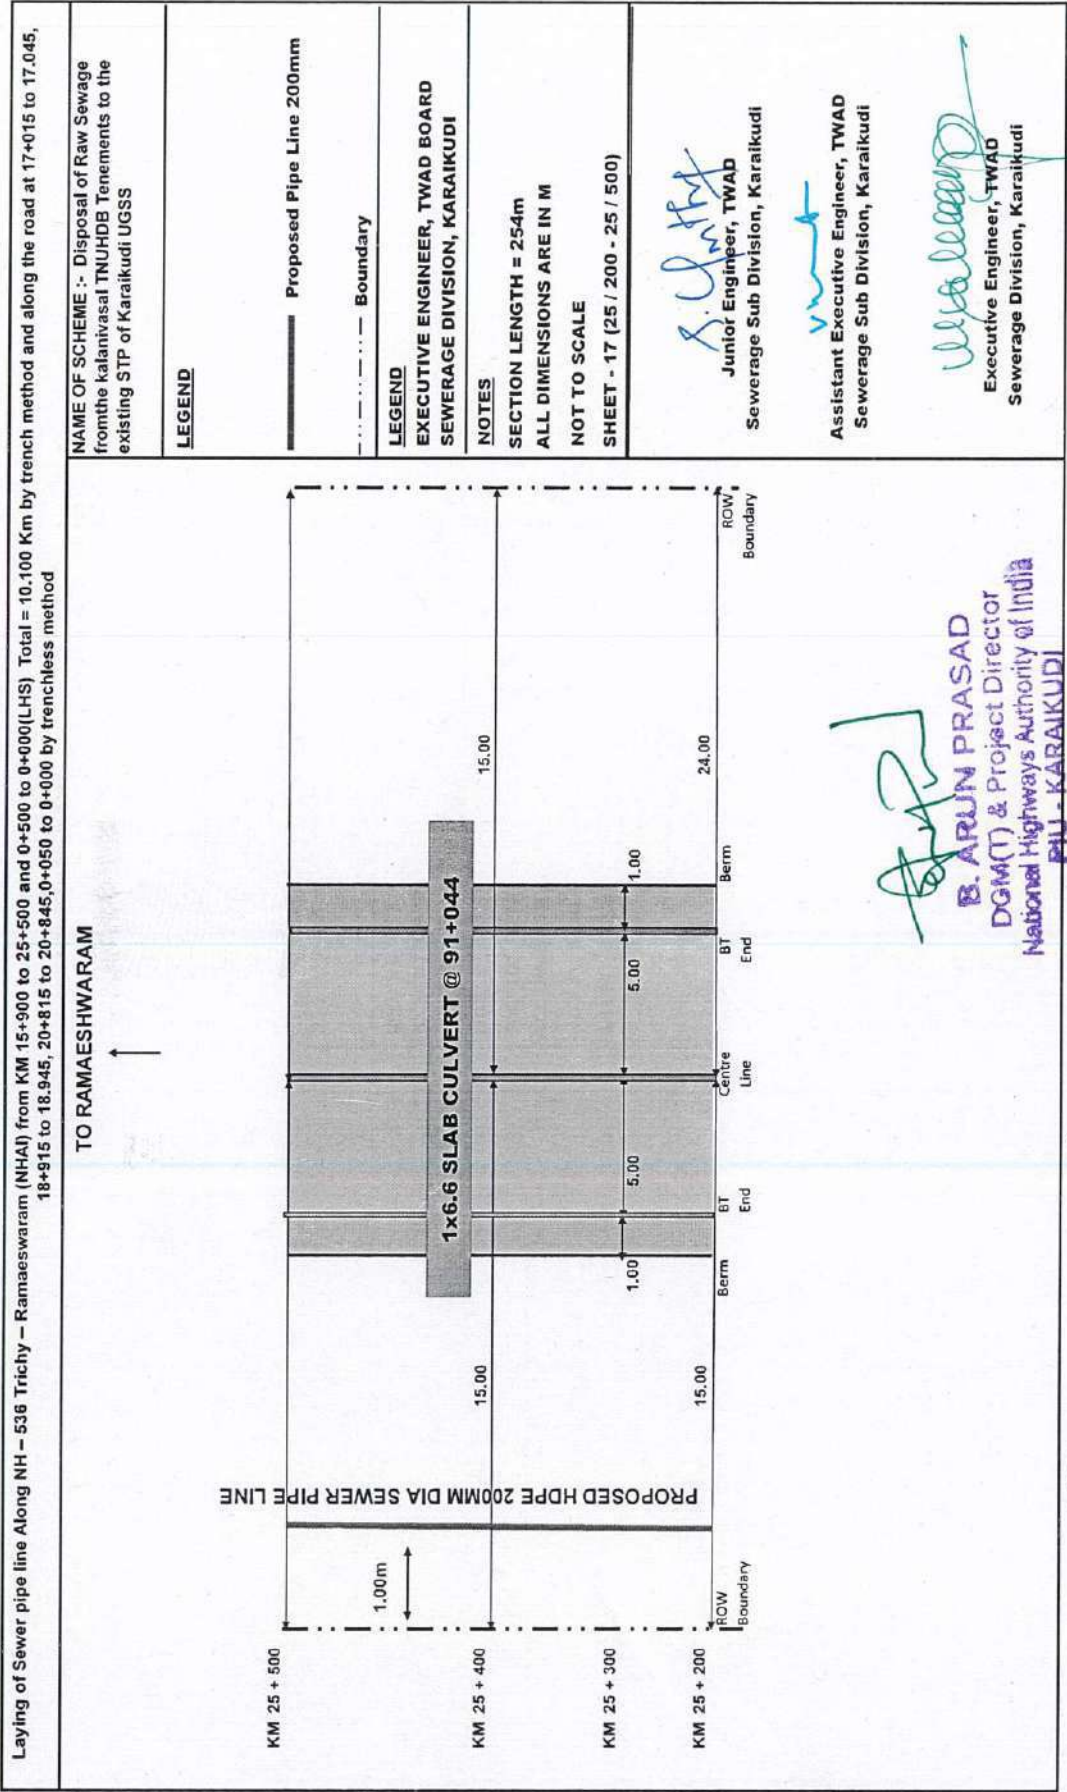 Laying of Sewer pipe line Along NH – 536 Trichy – Ramaeswaram (NHAI) from KM 15+900 to 25+500 and 0+500 to 0+000(LHS) Total = 10.100 Km by trench method and along the road at 17+015 to 17.045,
18+915 to 18.945, 20+815 to 20+845,0+050 to 0+000 by trenchless method
TO RAMAESHWARAM
KM 25 + 500
KM 25 + 400
KM 25 + 300
KM 25 + 200
1.00m
PROPOSED HDPE 200MM DIA SEWER PIPE LINE
1x6.6 SLAB CULVERT @ 91+044
15.00
15.00
1.00
5.00
5.00
1.00
15.00
24.00
ROW
Boundary
Berm
BT
End
Centre
Line
BT
End
Berm
ROW
Boundary
NAME OF SCHEME :- Disposal of Raw Sewage
fromthe kalanivasal TNUHDB Tenements to the
existing STP of Karaikudi UGSS
LEGEND
Proposed Pipe Line 200mm
Boundary
LEGEND
EXECUTIVE ENGINEER, TWAD BOARD
SEWERAGE DIVISION, KARAIKUDI
NOTES
SECTION LENGTH = 254m
ALL DIMENSIONS ARE IN M
NOT TO SCALE
SHEET - 17 (25 / 200 - 25 / 500)
Junior Engineer, TWAD
Sewerage Sub Division, Karaikudi
Assistant Executive Engineer, TWAD
Sewerage Sub Division, Karaikudi
Executive Engineer, TWAD
Sewerage Division, Karaikudi
B. ARUN PRASAD
DGM(T) & Project Director
National Highways Authority of India
PIU - KARAIKUDI